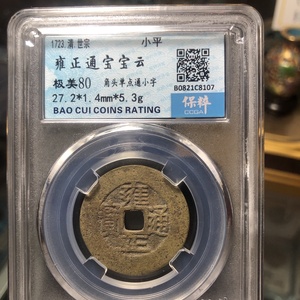 1723.清.世宗
小平
雍正通宝宝云
极美80 角头单点通小字
27.2*1.4mm*5.3g
BAO CUI COINS RATING
B0821C8107
保粹
CCDA
雍正通寶